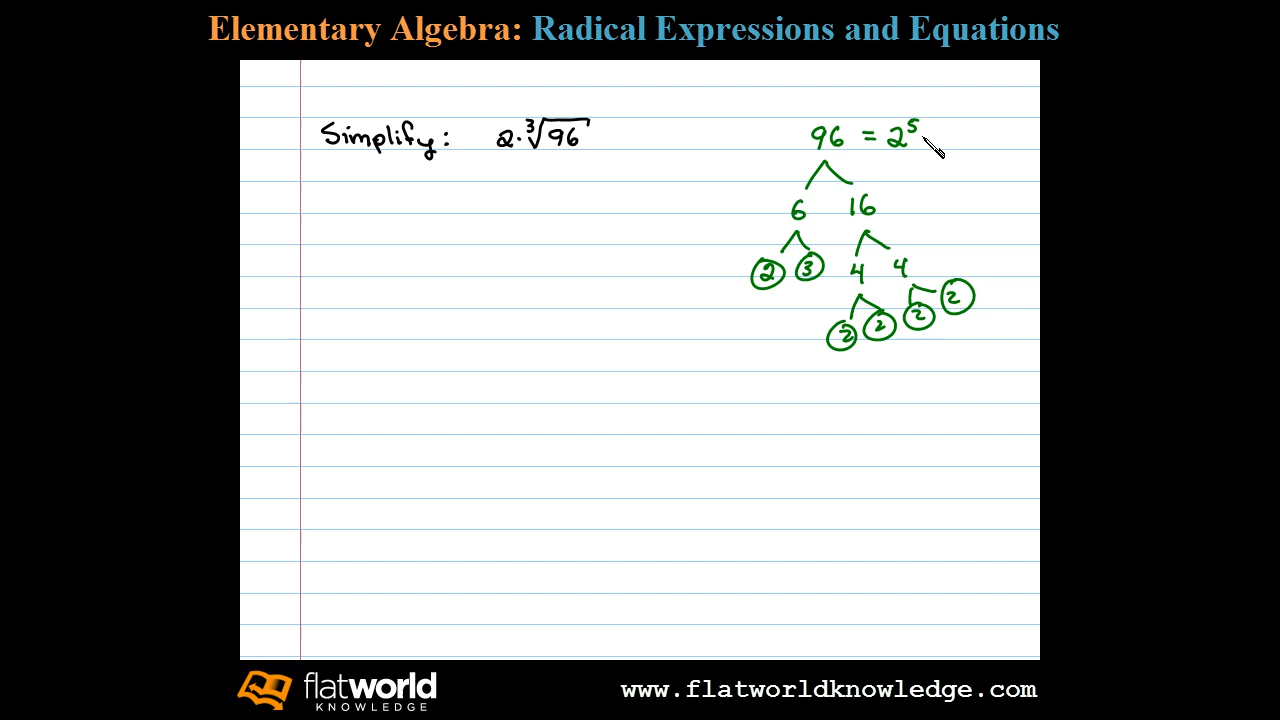 Elementary Algebra: Radical Expressions and Equations
Simplify: 2·∛96
96 = 2⁵
6 16
2 3 4 4
2 2 2 2
flatworld
KNOWLEDGE
www.flatworldknowledge.com